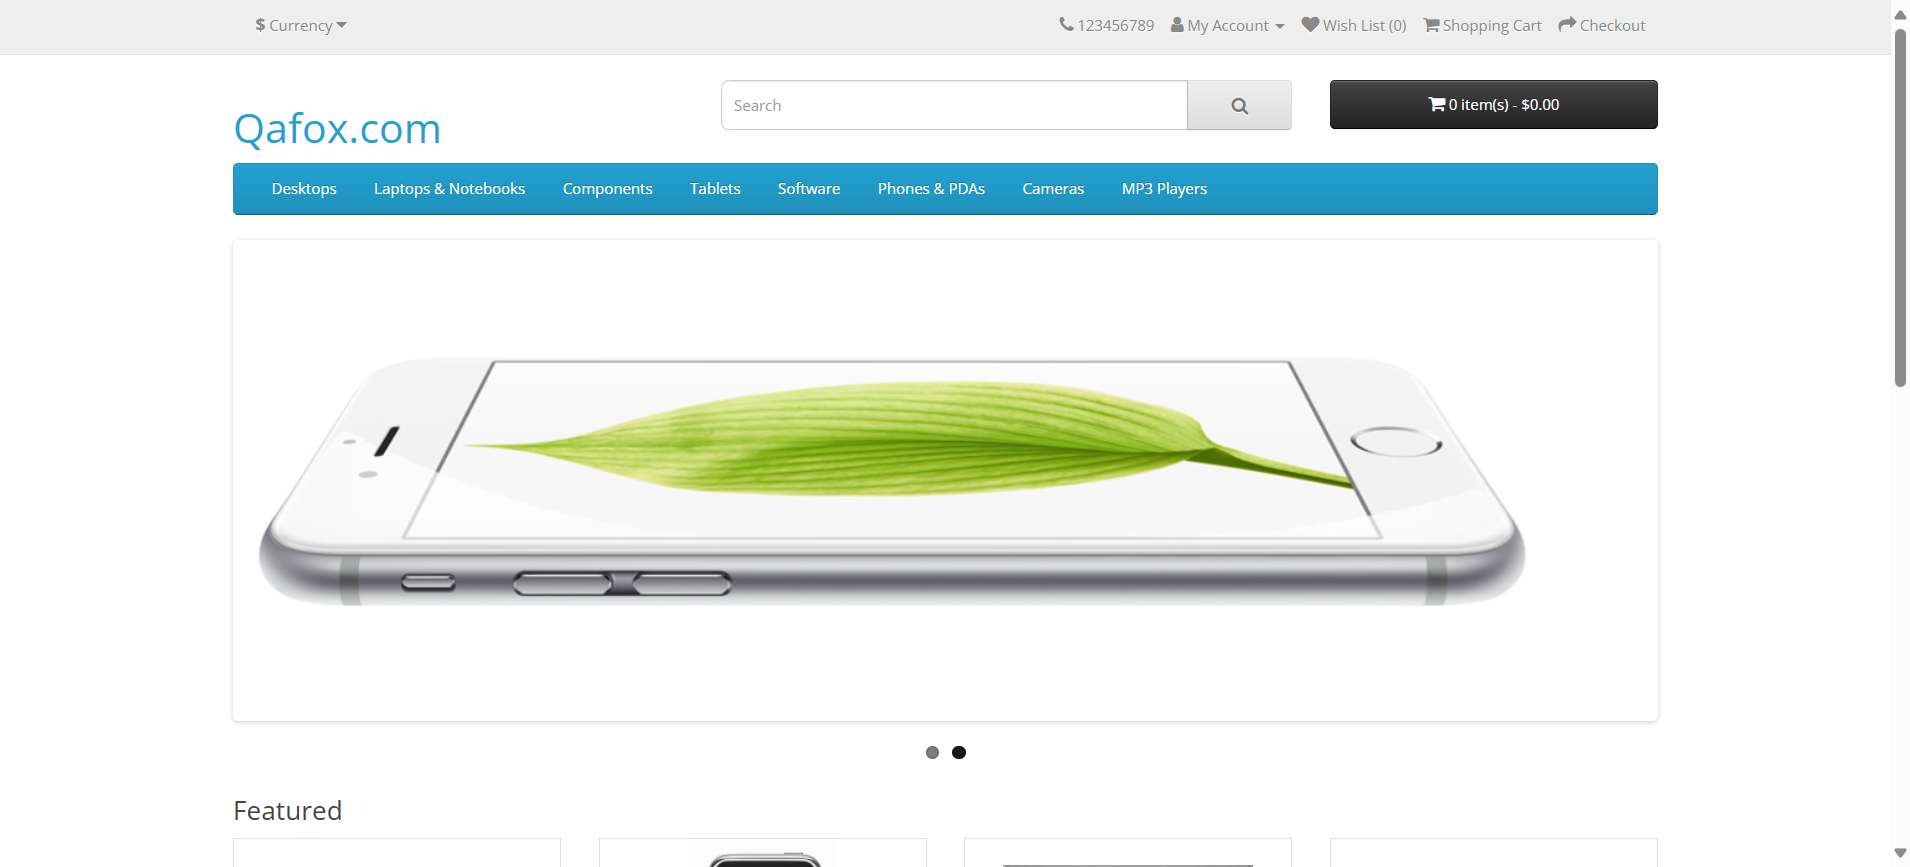 $ Currency
123456789 My Account Wish List (0) Shopping Cart Checkout
Qafox.com
Search
0 item(s) - $0.00
Desktops Laptops & Notebooks Components Tablets Software Phones & PDAs Cameras MP3 Players
Featured